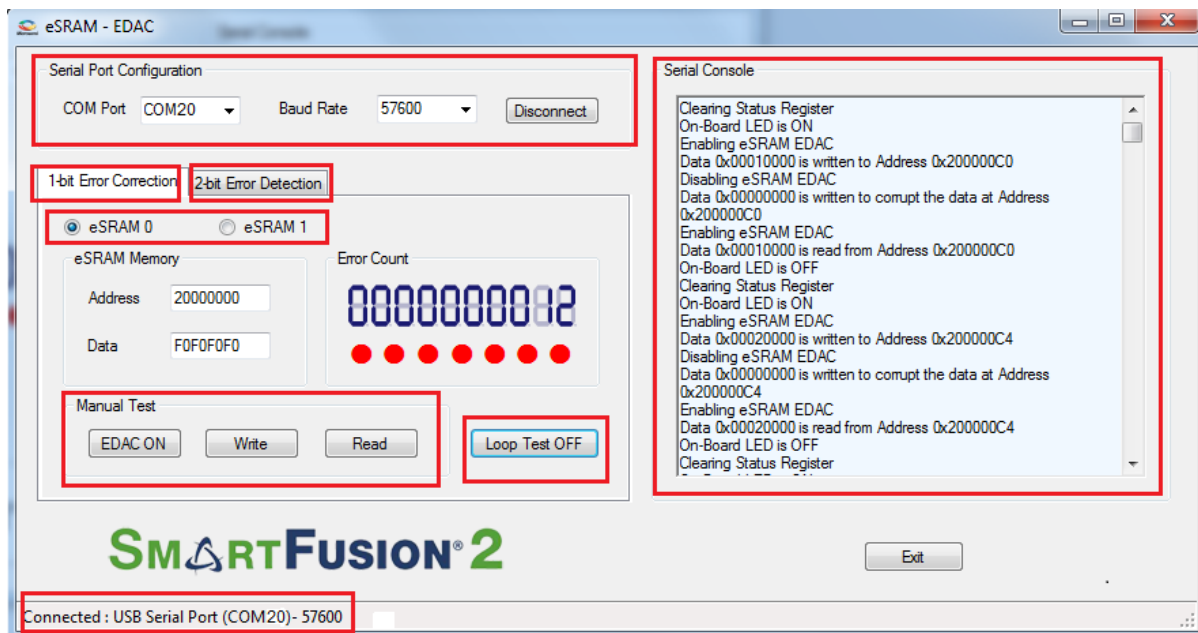 eSRAM - EDAC
Serial Port Configuration
COM Port COM20 Baud Rate 57600 Disconnect
1-bit Error Correction 2-bit Error Detection
eSRAM 0 eSRAM 1
eSRAM Memory
Address 20000000
Data F0F0F0F0
Error Count
000000000012
Manual Test
EDAC ON Write Read
Loop Test OFF
Serial Console
Clearing Status Register
On-Board LED is ON
Enabling eSRAM EDAC
Data 0x00010000 is written to Address 0x200000C0
Disabling eSRAM EDAC
Data 0x00000000 is written to corrupt the data at Address
0x200000C0
Enabling eSRAM EDAC
Data 0x00010000 is read from Address 0x200000C0
On-Board LED is OFF
Clearing Status Register
On-Board LED is ON
Enabling eSRAM EDAC
Data 0x00020000 is written to Address 0x200000C4
Disabling eSRAM EDAC
Data 0x00000000 is written to corrupt the data at Address
0x200000C4
Enabling eSRAM EDAC
Data 0x00020000 is read from Address 0x200000C4
On-Board LED is OFF
Clearing Status Register
SMARTFUSION® 2
Exit
Connected : USB Serial Port (COM20)- 57600